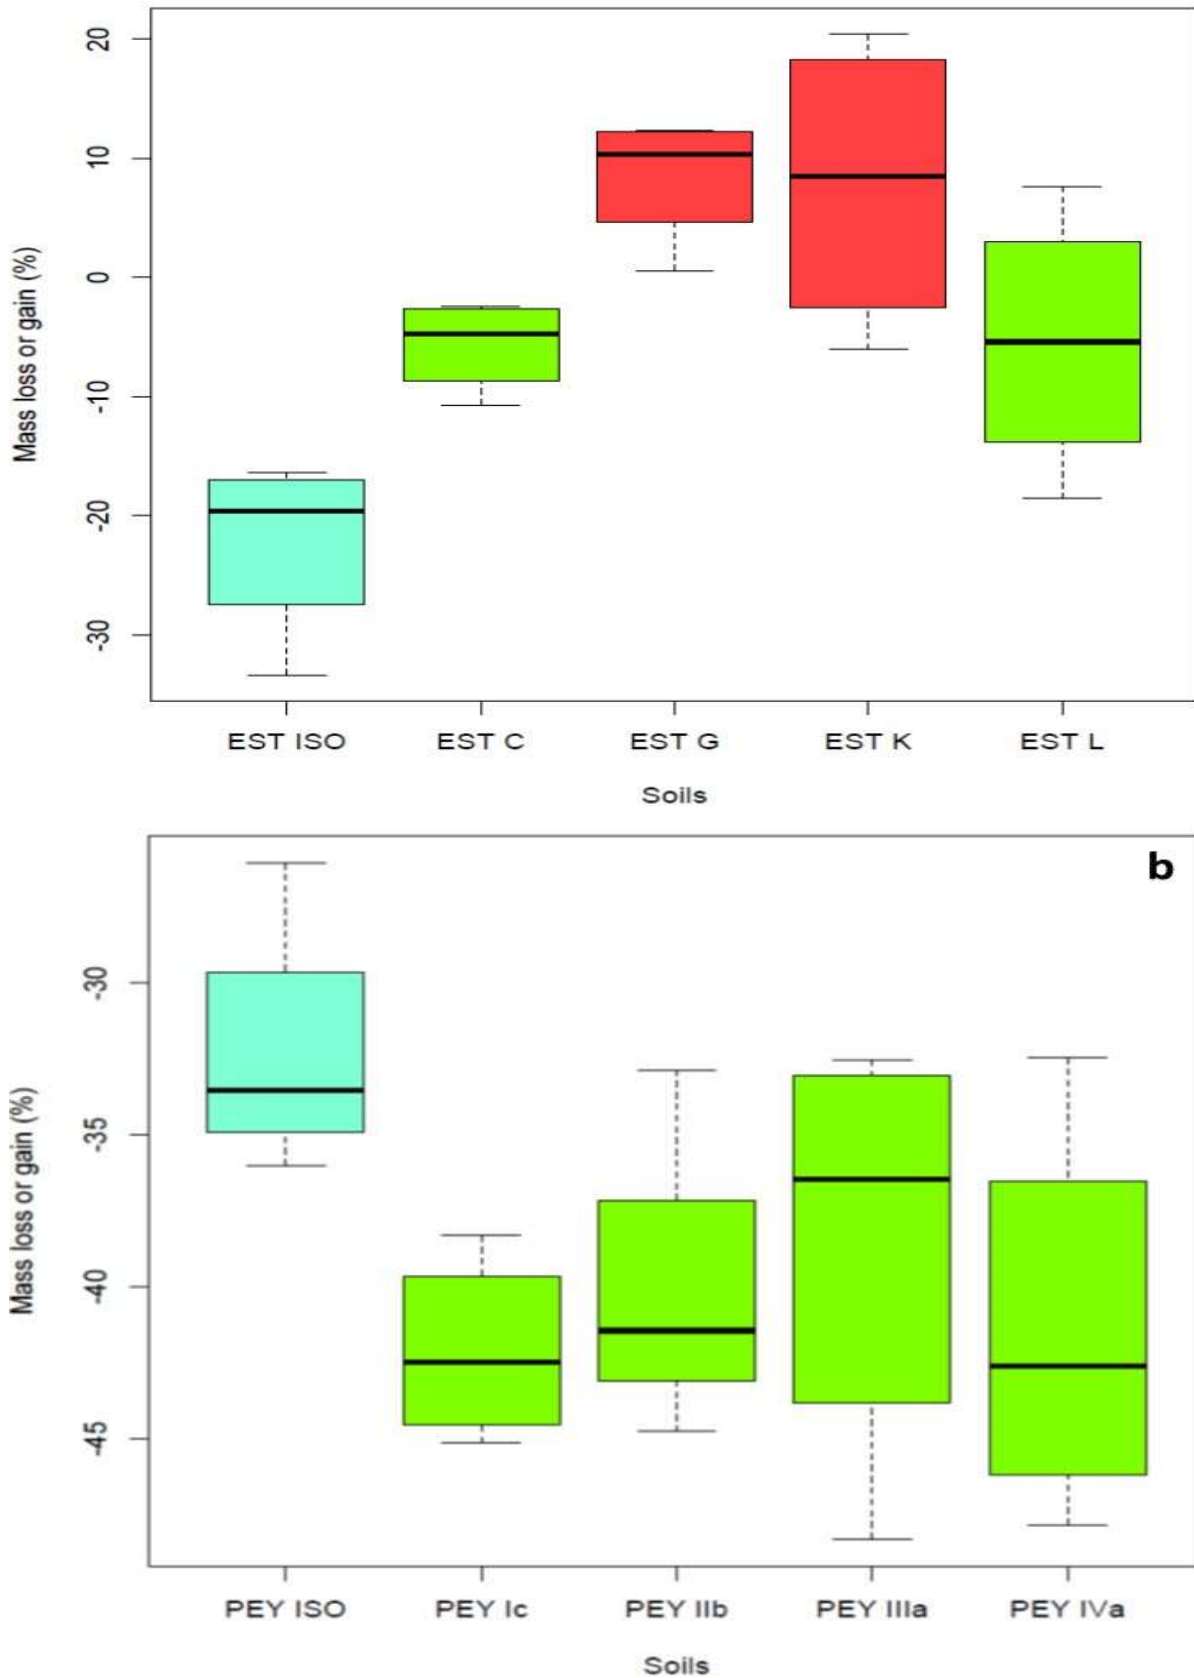 20
10
0
-10
-20
-30
Mass loss or gain (%)
EST ISO EST C EST G EST K EST L
Soils
b
-30
-35
-40
-45
Mass loss or gain (%)
PEY ISO PEY Ic PEY IIb PEY IIIa PEY IVa
Soils